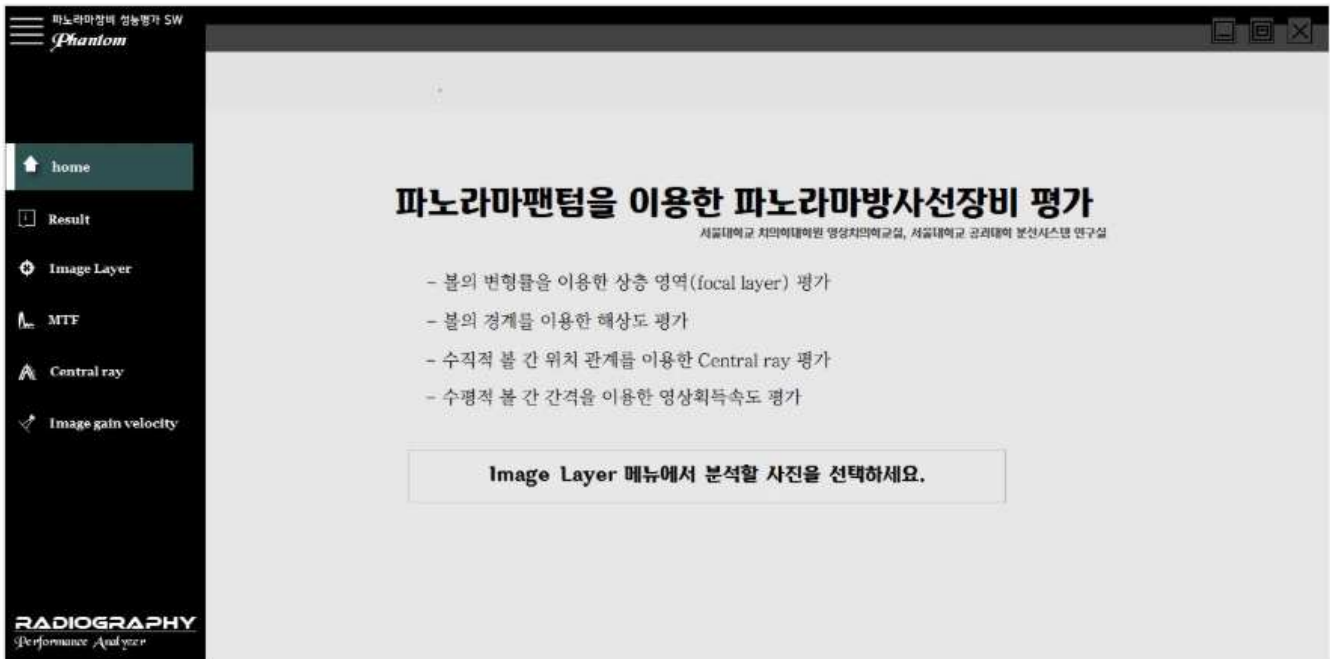 파노라마장비 성능평가 SW
Phantom
home
Result
Image Layer
MTF
Central ray
Image gain velocity
RADIOGRAPHY
Performance Analyzer
파노라마팬텀을 이용한 파노라마방사선장비 평가
서울대학교 치의학대학원 영상치의학교실, 서울대학교 공과대학 분산시스템 연구실
- 볼의 변형률을 이용한 상층 영역(focal layer) 평가
- 볼의 경계를 이용한 해상도 평가
- 수직적 볼 간 위치 관계를 이용한 Central ray 평가
- 수평적 볼 간 간격을 이용한 영상획득속도 평가
Image Layer 메뉴에서 분석할 사진을 선택하세요.